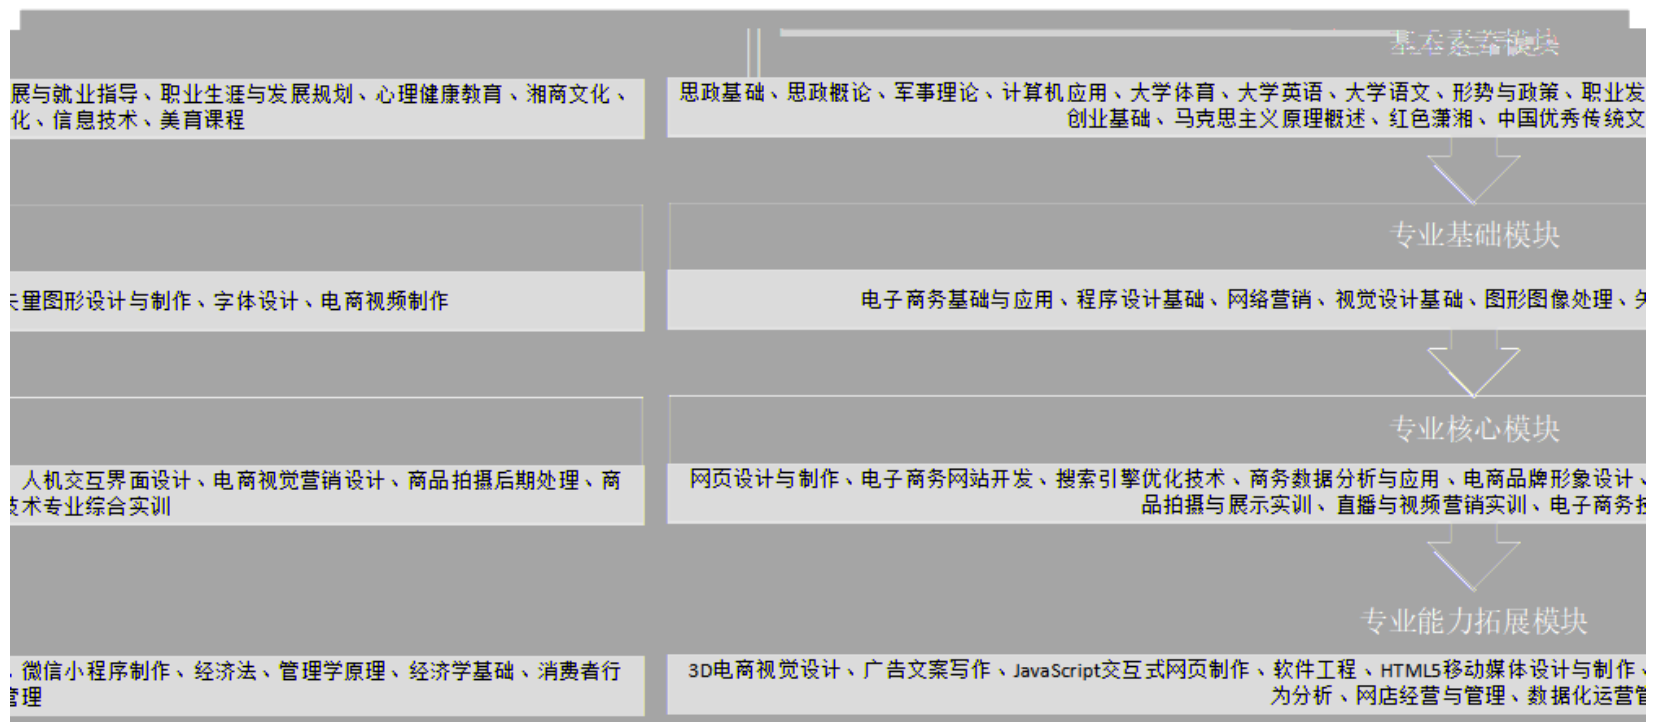 基本素养模块
思政基础、思政概论、军事理论、计算机应用、大学体育、大学英语、大学语文、形势与政策、职业发展与就业指导、职业生涯与发展规划、心理健康教育、湘商文化、
创业基础、马克思主义原理概述、红色潇湘、中国优秀传统文化、信息技术、美育课程
专业基础模块
电子商务基础与应用、程序设计基础、网络营销、视觉设计基础、图形图像处理、矢量图形设计与制作、字体设计、电商视频制作
专业核心模块
网页设计与制作、电子商务网站开发、搜索引擎优化技术、商务数据分析与应用、电商品牌形象设计、人机交互界面设计、电商视觉营销设计、商品拍摄后期处理、商
品拍摄与展示实训、直播与视频营销实训、电子商务技术专业综合实训
专业能力拓展模块
3D电商视觉设计、广告文案写作、JavaScript交互式网页制作、软件工程、HTML5移动媒体设计与制作、微信小程序制作、经济法、管理学原理、经济学基础、消费者行
为分析、网店经营与管理、数据化运营管理